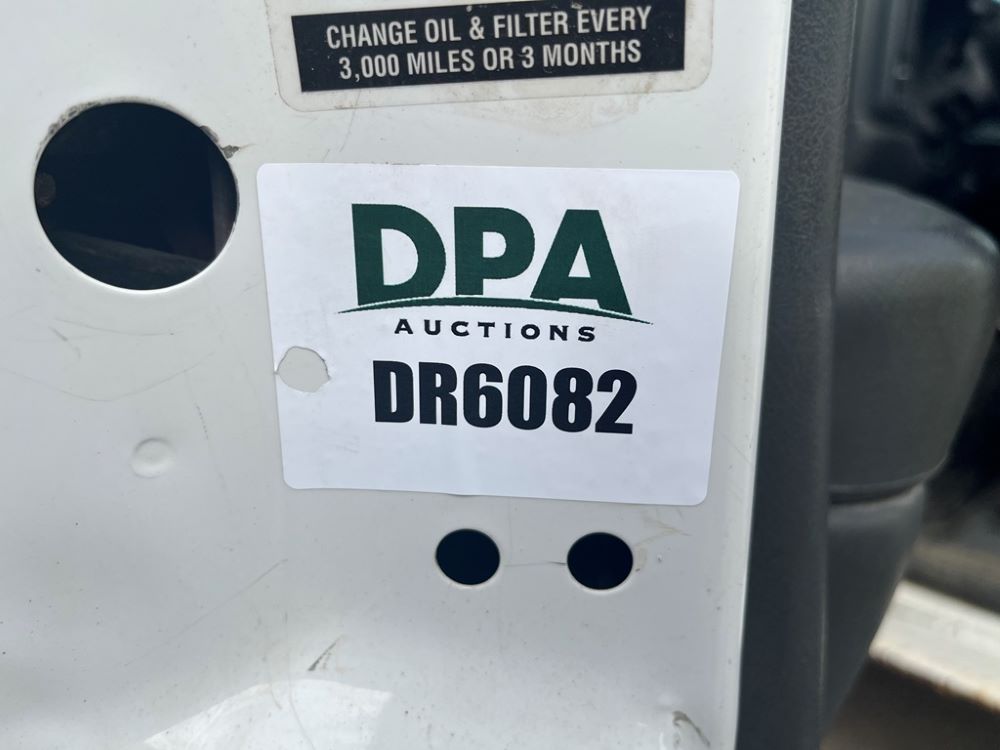 CHANGE OIL & FILTER EVERY
3,000 MILES OR 3 MONTHS
DPA
AUCTIONS
DR6082